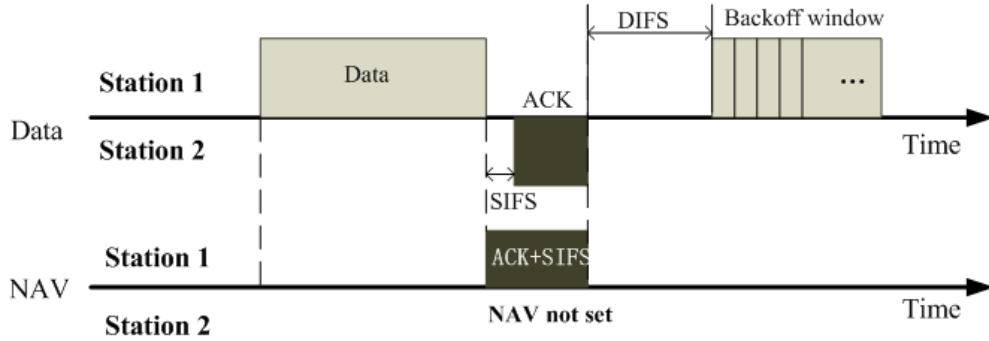 DIFS
Backoff window
Station 1
Data
...
ACK
Data
Station 2
Time
SIFS
Station 1
ACK+SIFS
NAV
NAV not set
Time
Station 2